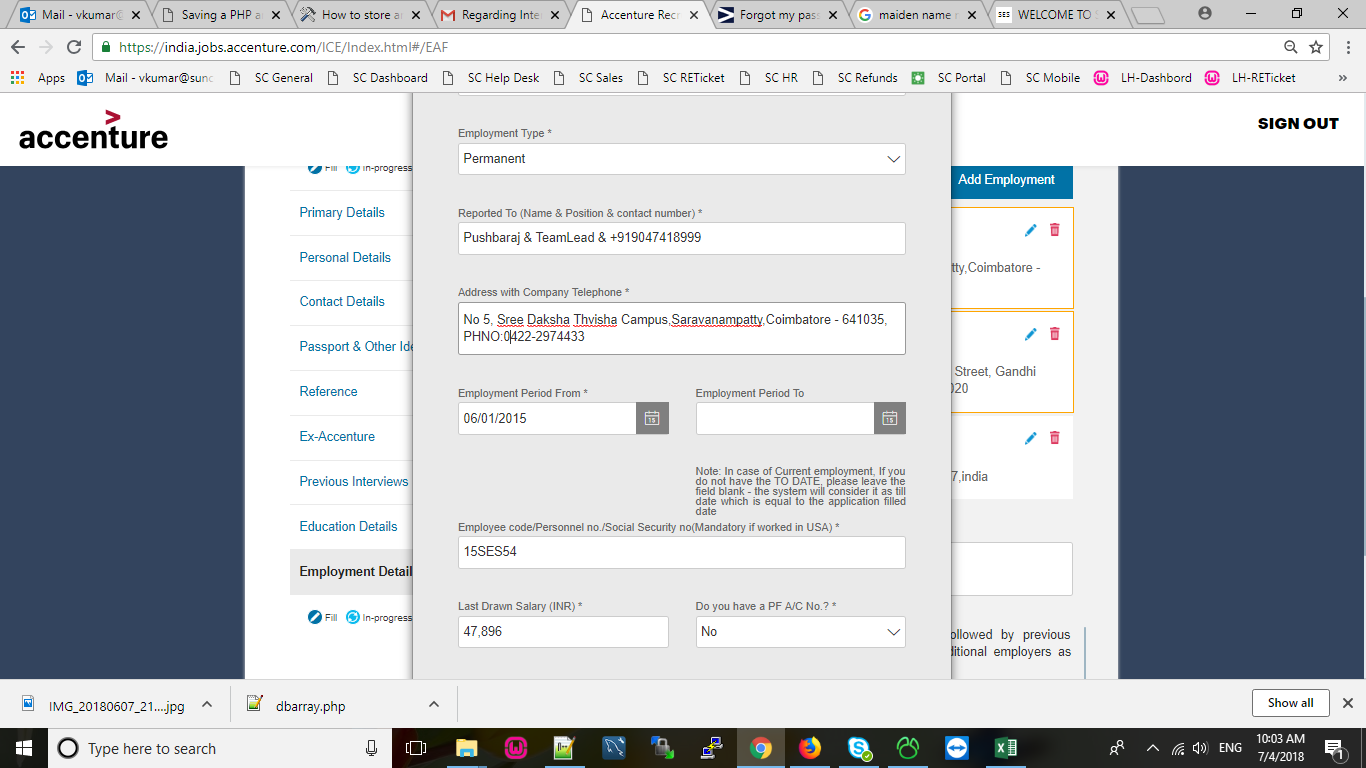 Mail - vkumar@
Saving a PHP a
How to store a
Regarding Inte
Accenture Recr
Forgot my pas
maiden name
SES WELCOME TO
https://india.jobs.accenture.com/ICE/Index.html#/EAF
Apps
Mail - vkumar@sund
SC General
SC Dashboard
SC Help Desk
SC Sales
SC RETicket
SC HR
SC Refunds
SC Portal
SC Mobile
LH-Dashbord
LH-RETicket
»
accenture
SIGN OUT
Fill In-progress
Primary Details
Personal Details
Contact Details
Passport & Other Ide
Reference
Ex-Accenture
Previous Interviews
Education Details
Employment Detail
Fill In-progress
Employment Type *
Permanent
Reported To (Name & Position & contact number) *
Pushbaraj & TeamLead & +919047418999
Address with Company Telephone *
No 5, Sree Daksha Thvisha Campus,Saravanampatty,Coimbatore - 641035,
PHNO:0422-2974433
Employment Period From *
Employment Period To
06/01/2015
15
15
Note: In case of Current employment, If you
do not have the TO DATE, please leave the
field blank - the system will consider it as till
date which is equal to the application filled
date
Employee code/Personnel no./Social Security no(Mandatory if worked in USA) *
15SES54
Last Drawn Salary (INR) *
Do you have a PF A/C No.? *
47,896
No
Add Employment
tty,Coimbatore -
Street, Gandhi
020
7,india
ollowed by previous
ditional employers as
IMG_20180607_21....jpg
dbarray.php
Show all
Type here to search
ENG
10:03 AM
7/4/2018
1